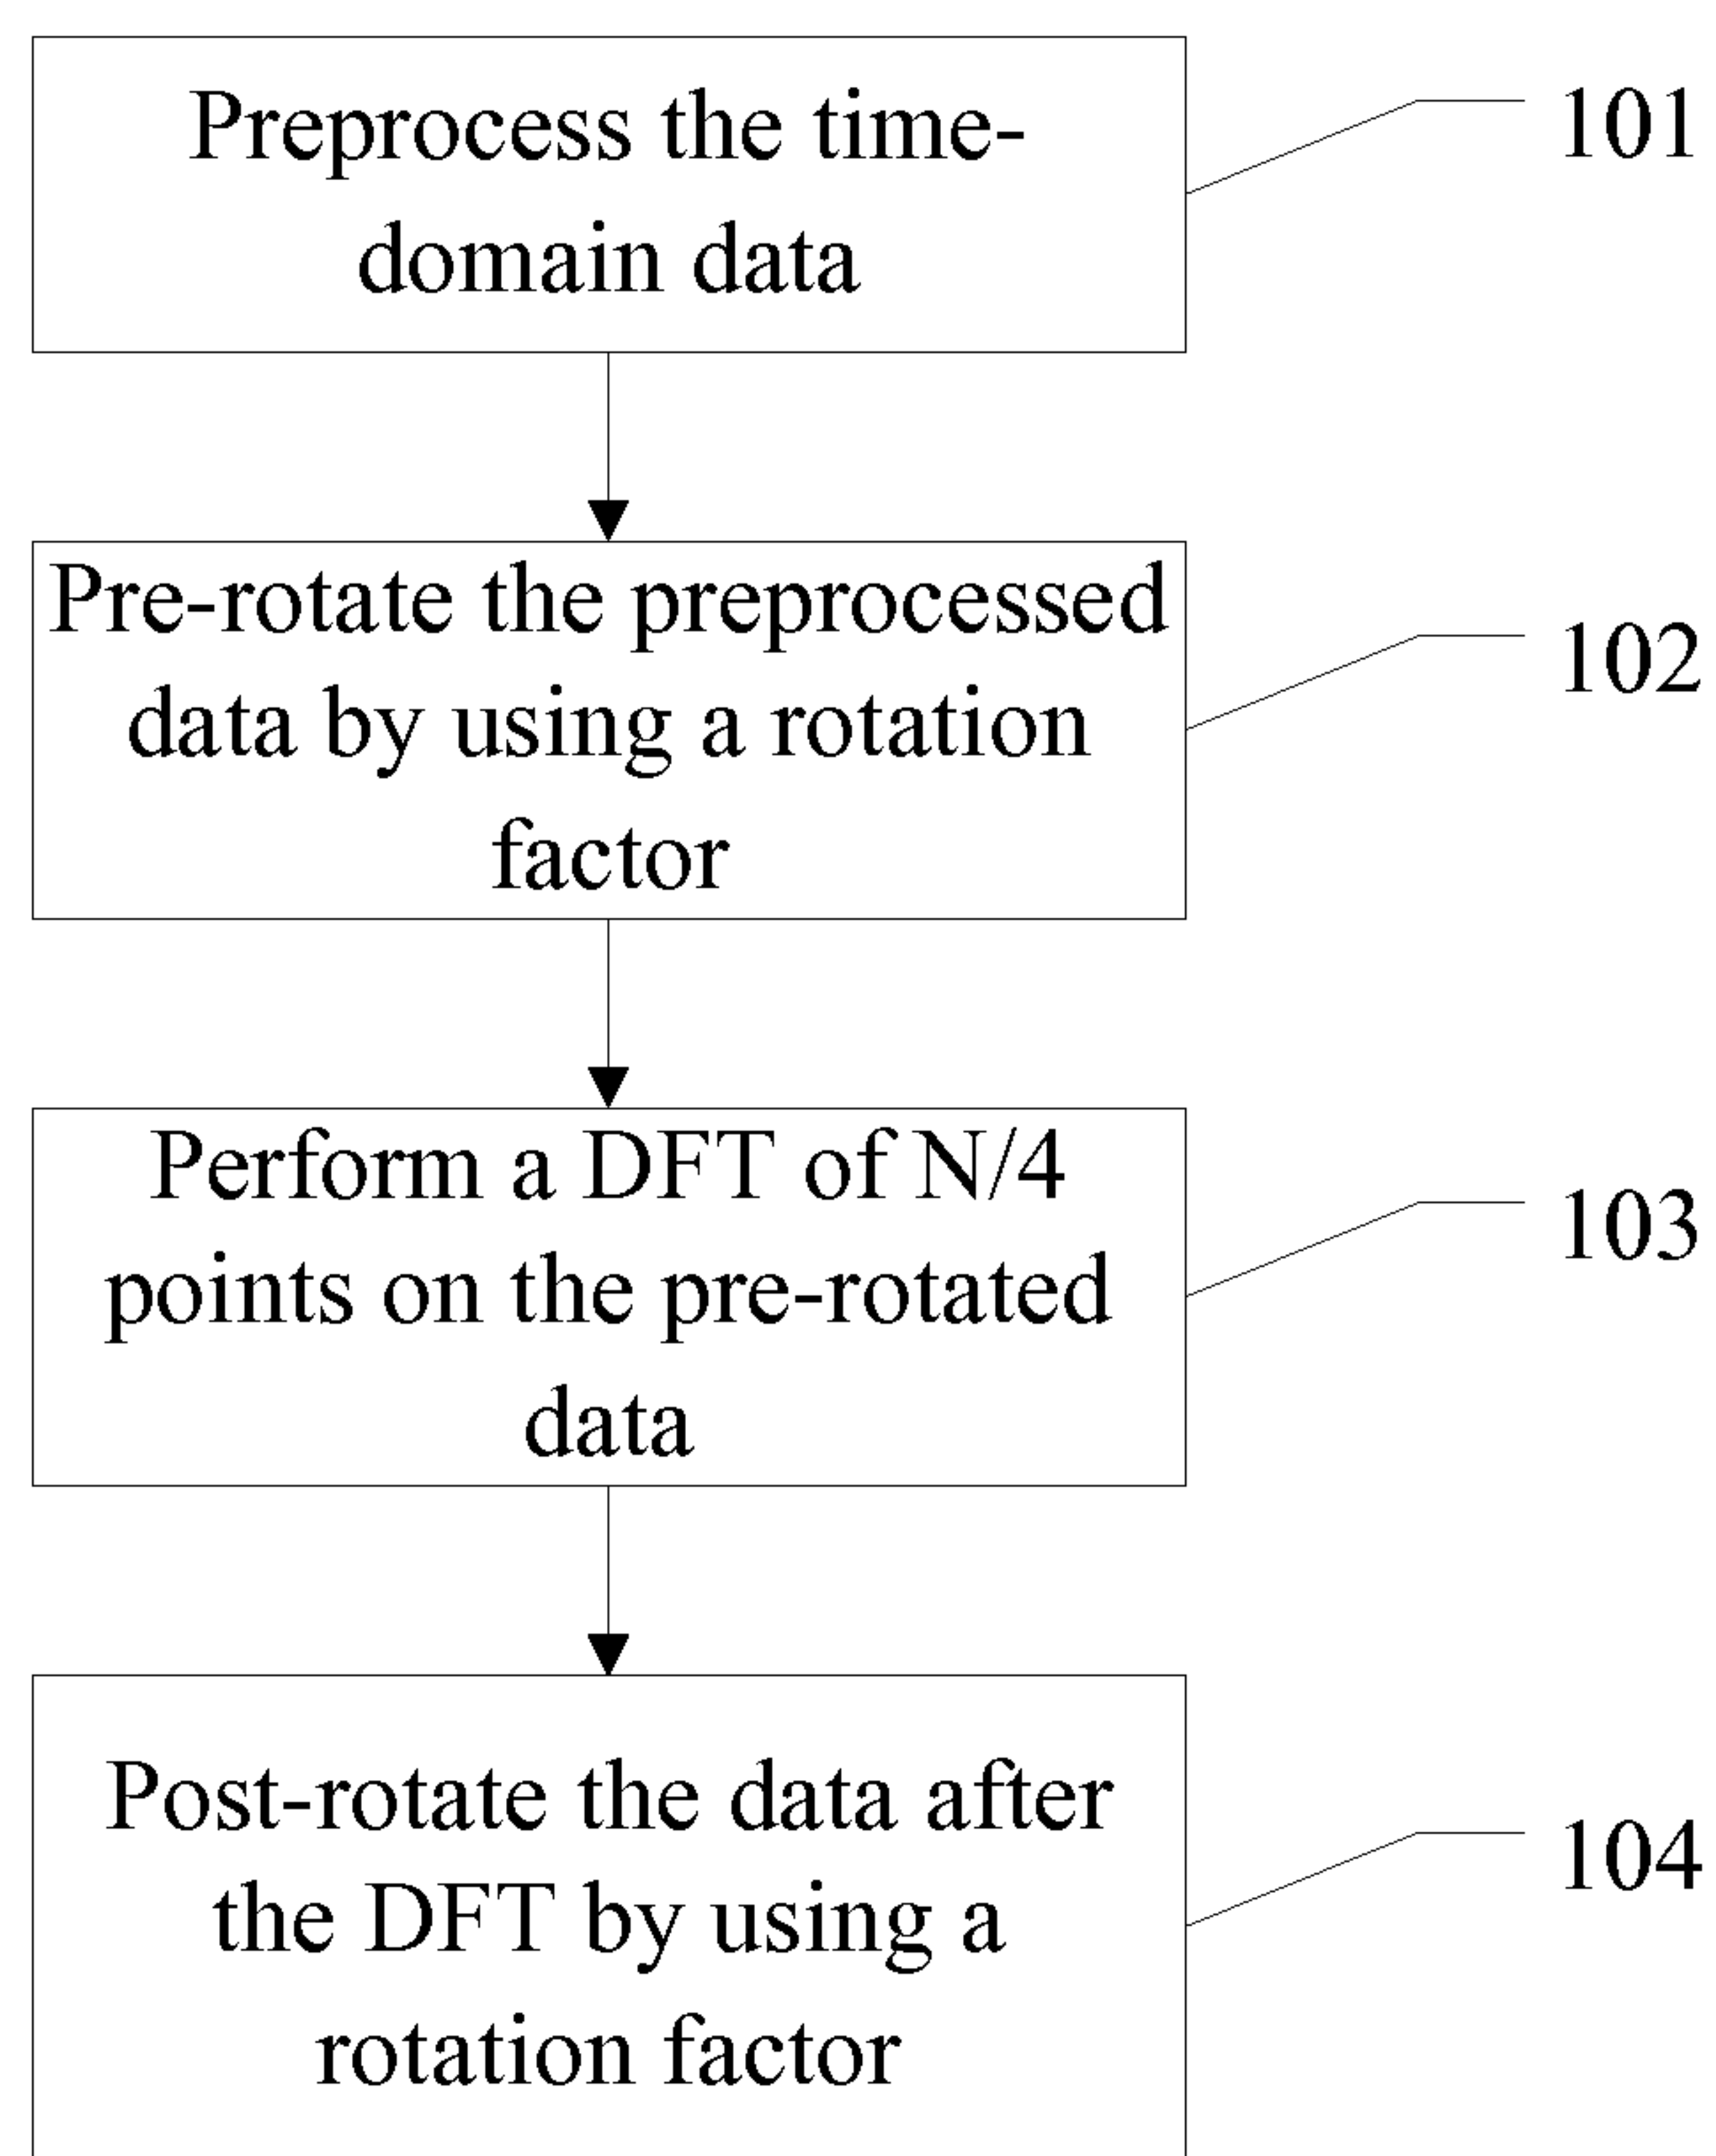 Preprocess the time-
domain data
101
Pre-rotate the preprocessed
data by using a rotation
factor
102
Perform a DFT of N/4
points on the pre-rotated
data
103
Post-rotate the data after
the DFT by using a
rotation factor
104